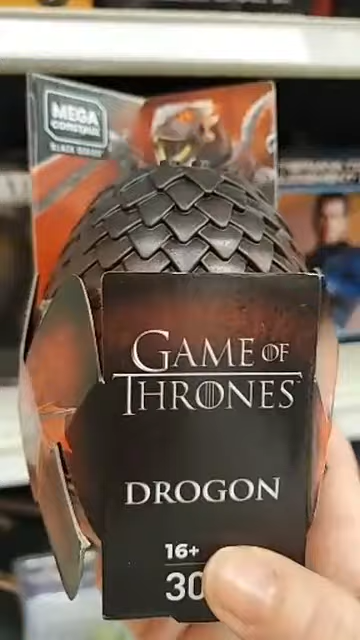 MEGA
CONSTRUX
BLACK SERIES
GAME OF
THRONES
DROGON
16+
30